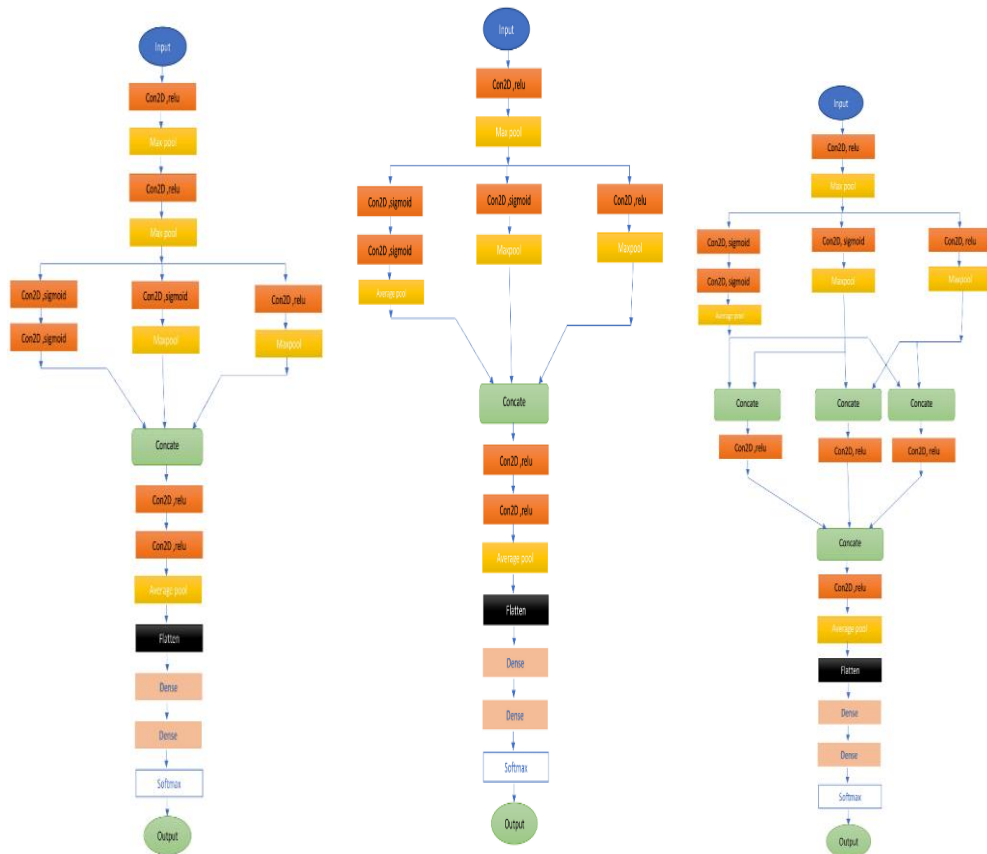 Input
Con2D ,relu
Max pool
Con2D ,relu
Max pool
Con2D ,sigmoid
Con2D ,sigmoid
Con2D ,sigmoid
Maxpool
Con2D ,relu
Maxpool
Concate
Con2D ,relu
Con2D ,relu
Average pool
Flatten
Dense
Dense
Softmax
Output
Input
Con2D ,relu
Max pool
Con2D ,sigmoid
Con2D ,sigmoid
Average pool
Con2D ,sigmoid
Maxpool
Con2D ,relu
Maxpool
Concate
Con2D ,relu
Con2D ,relu
Average pool
Flatten
Dense
Dense
Softmax
Output
Input
Con2D, relu
Max pool
Con2D, sigmoid
Con2D, sigmoid
Average pool
Con2D, sigmoid
Maxpool
Con2D, relu
Maxpool
Concate
Concate
Concate
Con2D ,relu
Con2D, relu
Con2D, relu
Concate
Con2D ,relu
Average pool
Flatten
Dense
Dense
Softmax
Output